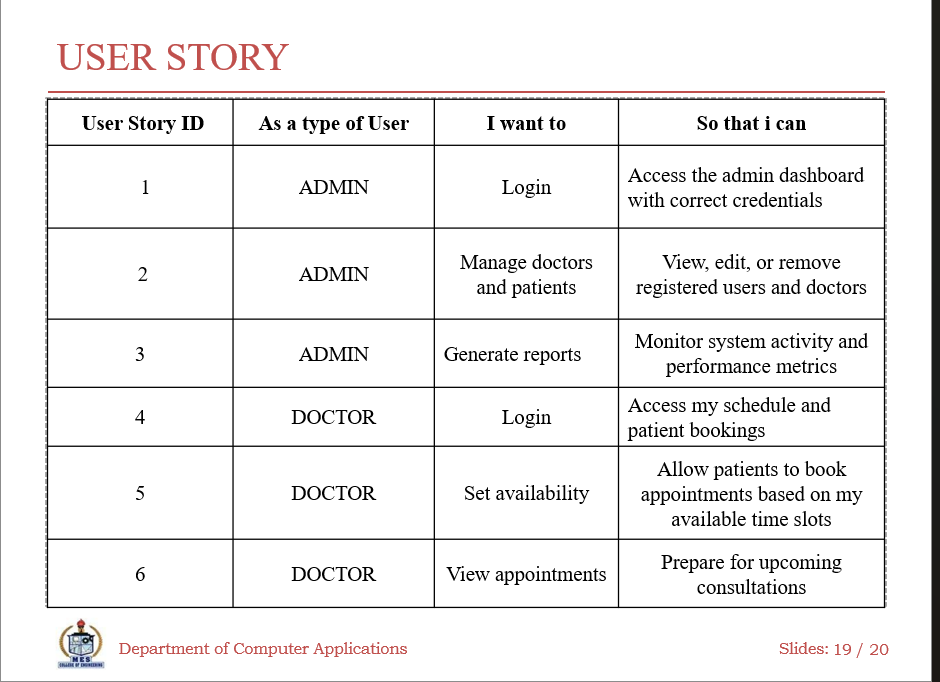 USER STORY
User Story ID
As a type of User
I want to
So that i can
1
ADMIN
Login
Access the admin dashboard
with correct credentials
2
ADMIN
Manage doctors
and patients
View, edit, or remove
registered users and doctors
3
ADMIN
Generate reports
Monitor system activity and
performance metrics
4
DOCTOR
Login
Access my schedule and
patient bookings
5
DOCTOR
Set availability
Allow patients to book
appointments based on my
available time slots
6
DOCTOR
View appointments
Prepare for upcoming
consultations
MES
COLLEGE OF ENGINEERING
Department of Computer Applications
Slides: 19 / 20